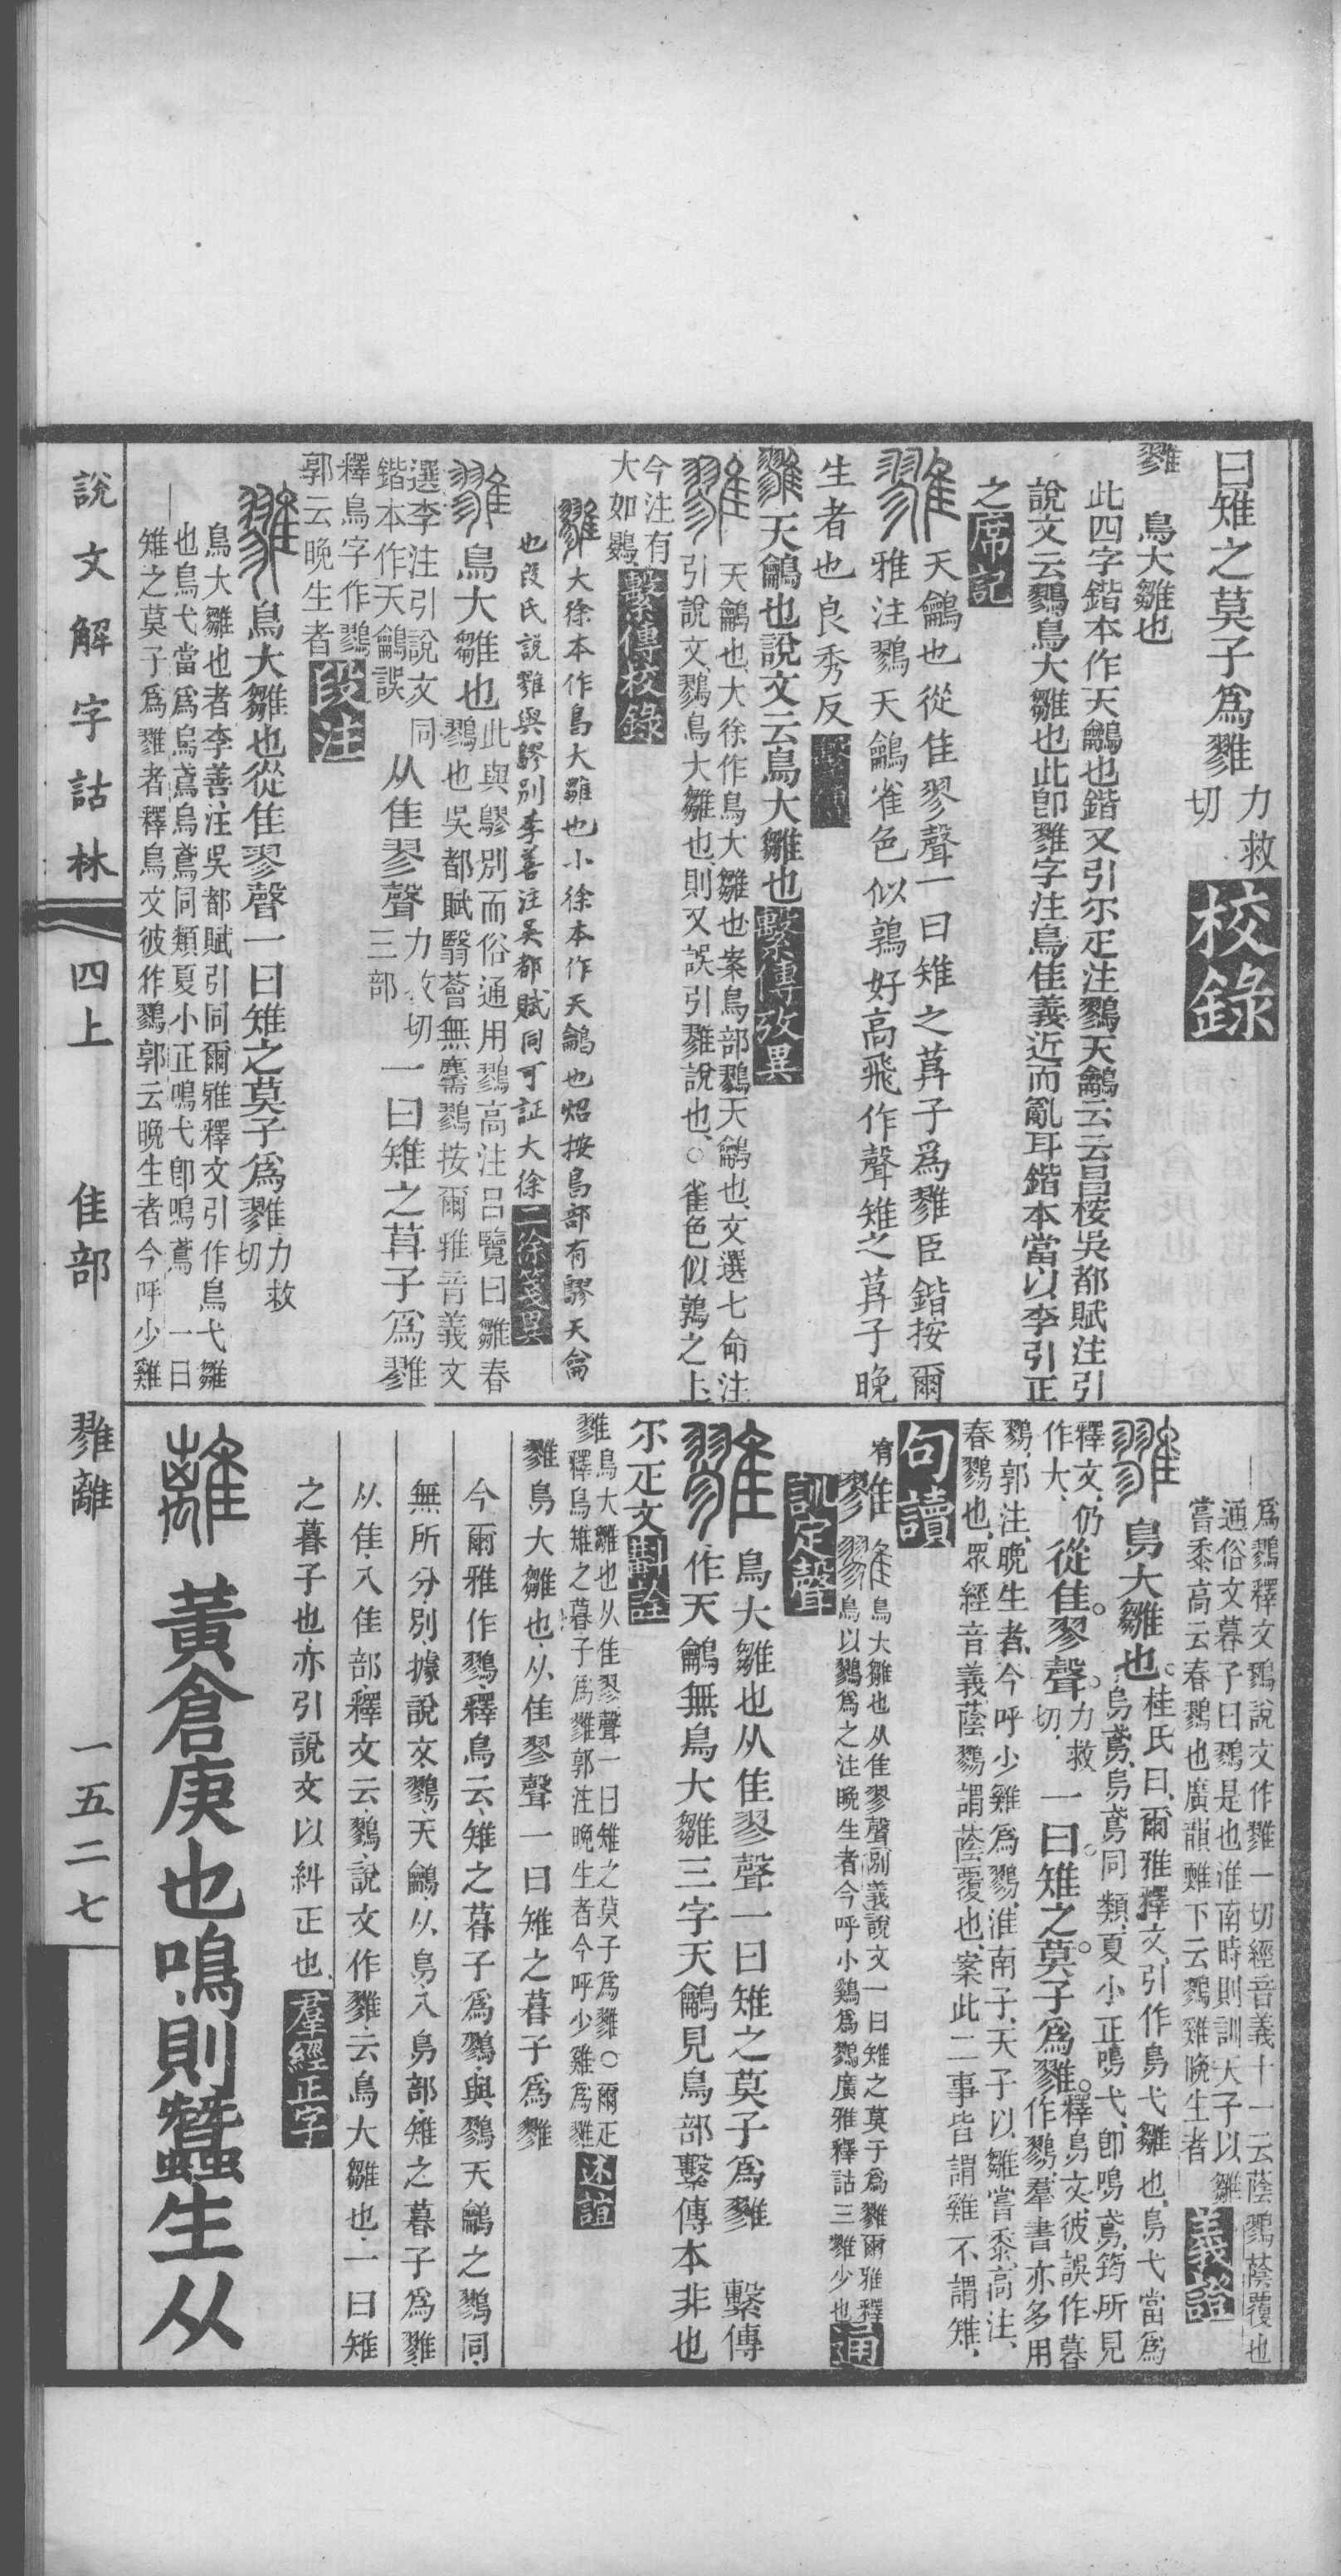 曰雉之莫子爲雡力救切校錄
雡鳥大雛也
此四字鍇本作天鸙也鍇又引尔疋注鷚天鸙云云昌桉吳都賦注引
說文云鷚鳥大雛也此卽雡字注鳥隹義近而亂耳鍇本當以李引正
之席記
雡天鸙也從隹翏聲一曰雉之萛子爲雡臣鍇按爾
雅注鷚天鸙雀色似鶉好高飛作聲雉之萛子晚
生者也良秀反繫傳
雡天鸙也說文云鳥大雛也繫傳攷異
雡天鸙也、大徐作鳥大雛也案鳥部鷚天鸙也、文選七命注
引說文、鷚鳥大雛也、則又誤引雡說也、○雀色似鶉之上、
今注有
大如鷃、繫傳校錄
雡大徐本作鳥大雛也小徐本作天鸙也炤按鳥部有鷚天龠
也段氏說雡與鷚別李善注吳都賦同可証大徐二徐箋異
雡鳥大雛也此與鷚別而俗通用鷚高注呂覽曰雛春
鷚也吳都賦翳薈無麢鷚按爾雅音義文
選李注引說文同
鍇本作天鸙誤从隹翏聲力救切三部一曰雉之萛子爲雡
釋鳥字作鷚
郭云晚生者段注
雡鳥大雛也從隹翏聲一曰雉之莫子爲雡力救切
鳥大雛也者李善注吳都賦引同爾雅釋文引作鳥弋雛
也鳥弋當爲烏鳶烏鳶同類夏小正鳴弋卽鳴鳶 一曰
雉之莫子爲雡者釋鳥文彼作鷚郭云晩生者今呼少雞
爲鷚釋文鷚說文作雡一切經音義十一云蔭鷚蔭覆也
通俗文暮子曰鷚是也淮南時則訓天子以雛
嘗黍高云春鷚也廣韻雞下云鷚雞晩生者義證
雡鳥大雛也。桂氏曰、爾雅釋文、引作鳥弋雛也、鳥弋當爲
烏鳶、烏鳶同類、夏小正鳴弋、卽鳴鳶、筠所見
釋文、仍
作大、從隹。翏聲。力救切、一曰雉之。莫子爲雡。釋鳥文、彼誤作暮
作鷚、羣書亦多用
鷚、郭注、晩生者、今呼少雞爲鷚、淮南子、天子以雛嘗黍、高注、
春鷚也、眾經音義、蔭鷚、謂蔭覆也、案此二事皆謂雞不謂雉、
句讀
雡鳥大雛也从隹翏聲別義說文一曰雉之莫子爲雡爾雅釋
鳥以鷚爲之注晚生者今呼小雞爲鷚廣雅釋詁三雡少也通
訓定聲
雡鳥大雛也从隹翏聲一曰雉之莫子爲雡 繫傳
作天鸙無鳥大雛三字天鸙見鳥部繫傳本非也
尔疋文斠詮
雡鳥大雛也从隹翏聲一曰雉之莫子爲雡○爾疋
釋鳥雉之暮子爲雡郭注晚生者今呼少雞爲雡述誼
雡鳥大雛也从隹翏聲一曰雉之暮子爲雡
今爾雅作鷚釋鳥云雉之暮子爲鷚與鷚天鸙之鷚同
無所分別據說文鷚天鸙从鳥入鳥部雉之暮子爲雡
从隹入隹部釋文云鷚說文作雡云鳥大雛也一曰雉
之暮子也亦引說文以糾正也羣經正字
離黃倉庚也鳴則蠶生从
說文解字詁林 四上 隹部 雡離 一五二七